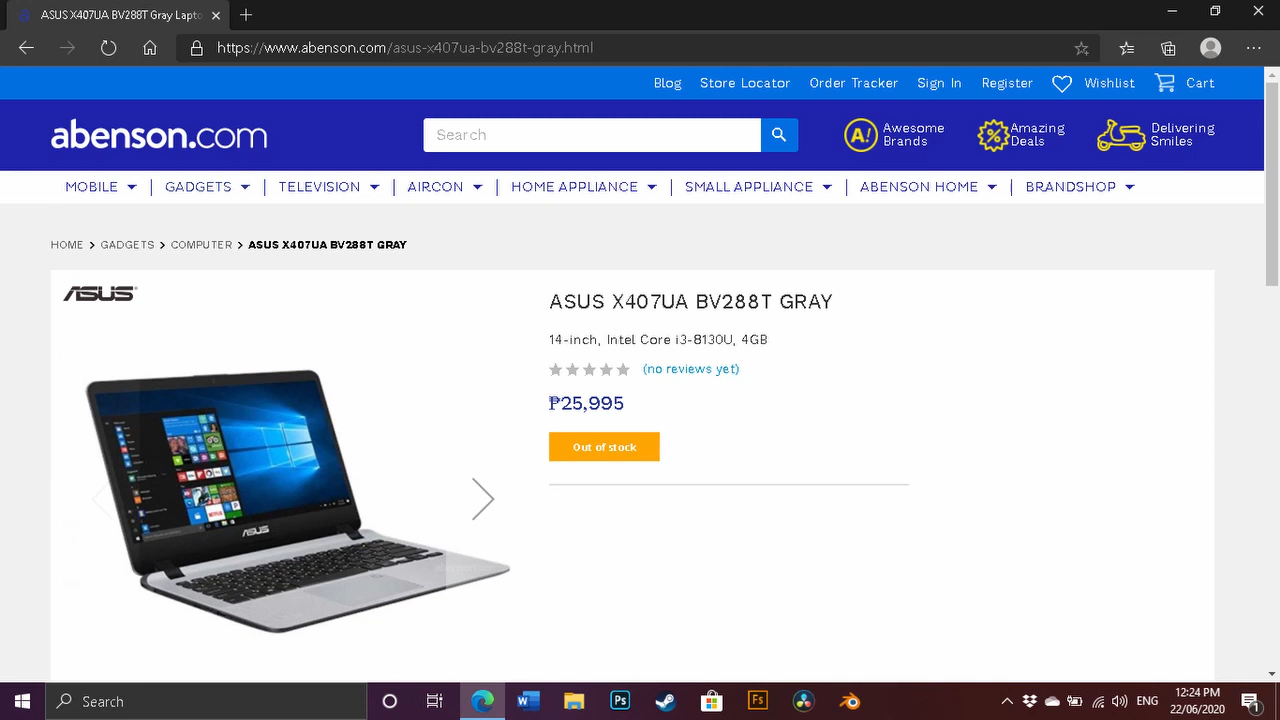 ASUS X407UA BV288T Gray Lapto
https://www.abenson.com/asus-x407ua-bv288t-gray.html
Blog Store Locator Order Tracker Sign In Register Wishlist Cart
abenson.com
Search
A! Awesome Brands
% Amazing Deals
Delivering Smiles
MOBILE GADGETS TELEVISION AIRCON HOME APPLIANCE SMALL APPLIANCE ABENSON HOME BRANDSHOP
HOME GADGETS COMPUTER ASUS X407UA BV288T GRAY
ASUS
ASUS X407UA BV288T GRAY
14-inch, Intel Core i3-8130U, 4GB
(no reviews yet)
₱25,995
Out of stock
ASUS
Search
W
Ps
Fs
ENG
12:24 PM
22/06/2020
1